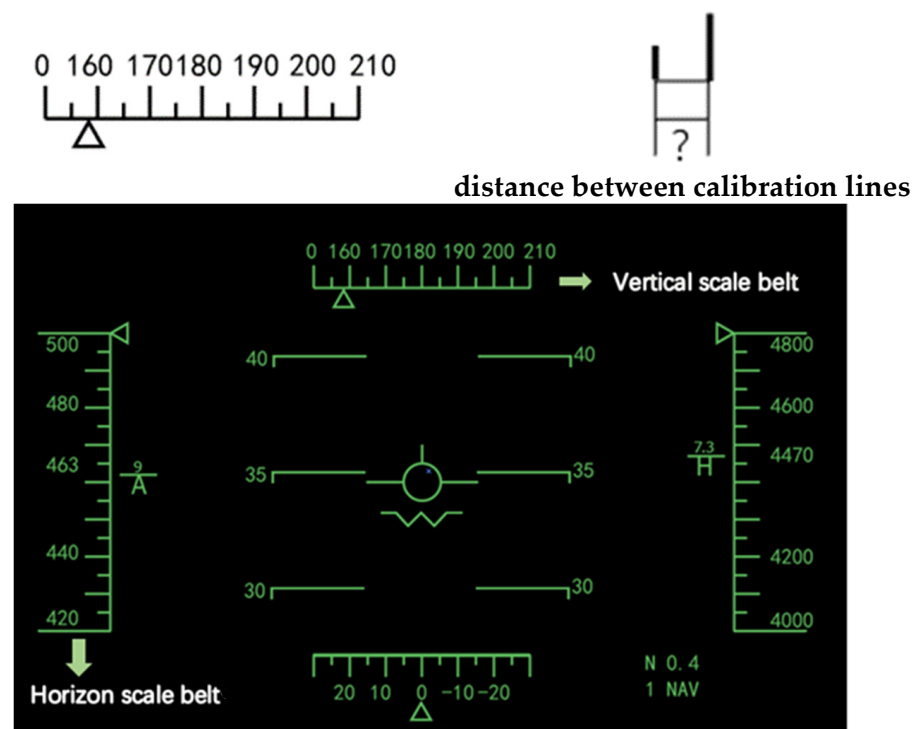 0 160 170180 190 200 210
?
distance between calibration lines
0 160 170180 190 200 210
Vertical scale belt
500
480
463
440
420
9
A
40
40
35
35
30
30
7.3
H
4800
4600
4470
4200
4000
20 10 0 -10-20
N 0.4
1 NAV
Horizon scale belt